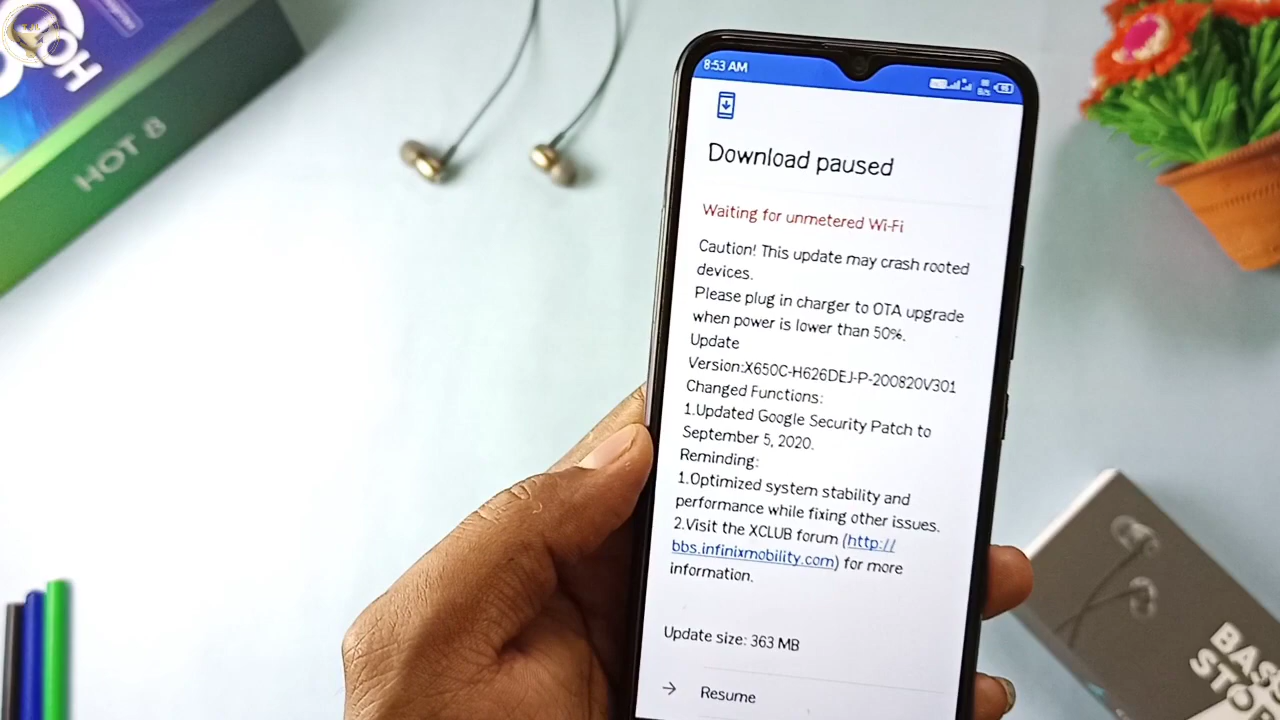 HOT
HOT 8
8:53 AM
Download paused
Waiting for unmetered Wi-Fi
Caution! This update may crash rooted
devices.
Please plug in charger to OTA upgrade
when power is lower than 50%.
Update
Version:X650C-H626DEJ-P-200820V301
Changed Functions:
1.Updated Google Security Patch to
September 5, 2020.
Reminding:
1.Optimized system stability and
performance while fixing other issues.
2.Visit the XCLUB forum (http://
bbs.infinixmobility.com) for more
information.
Update size: 363 MB
Resume